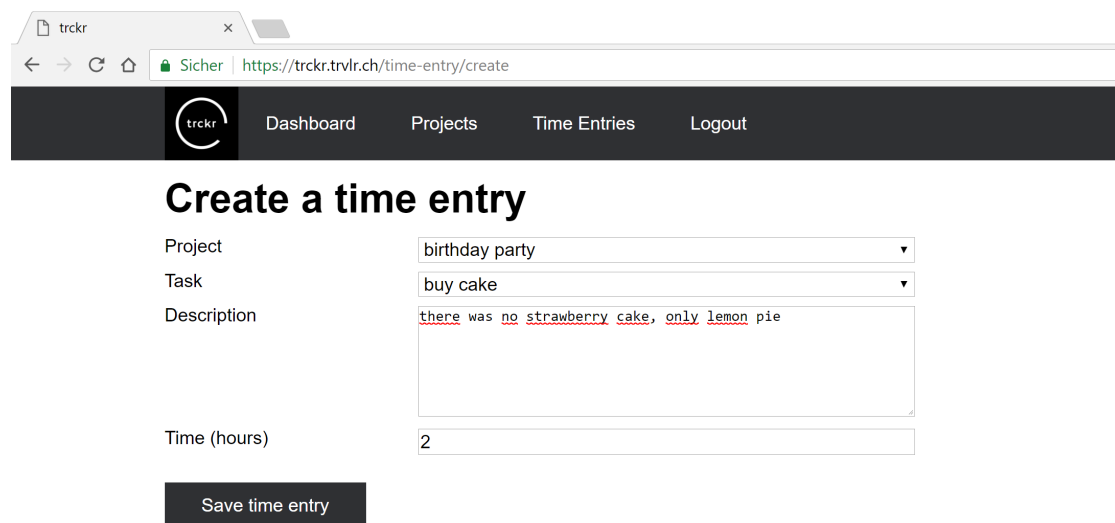 trckr
Sicher https://trckr.trvlr.ch/time-entry/create
trckr Dashboard Projects Time Entries Logout
Create a time entry
Project birthday party
Task buy cake
Description there was no strawberry cake, only lemon pie
Time (hours) 2
Save time entry